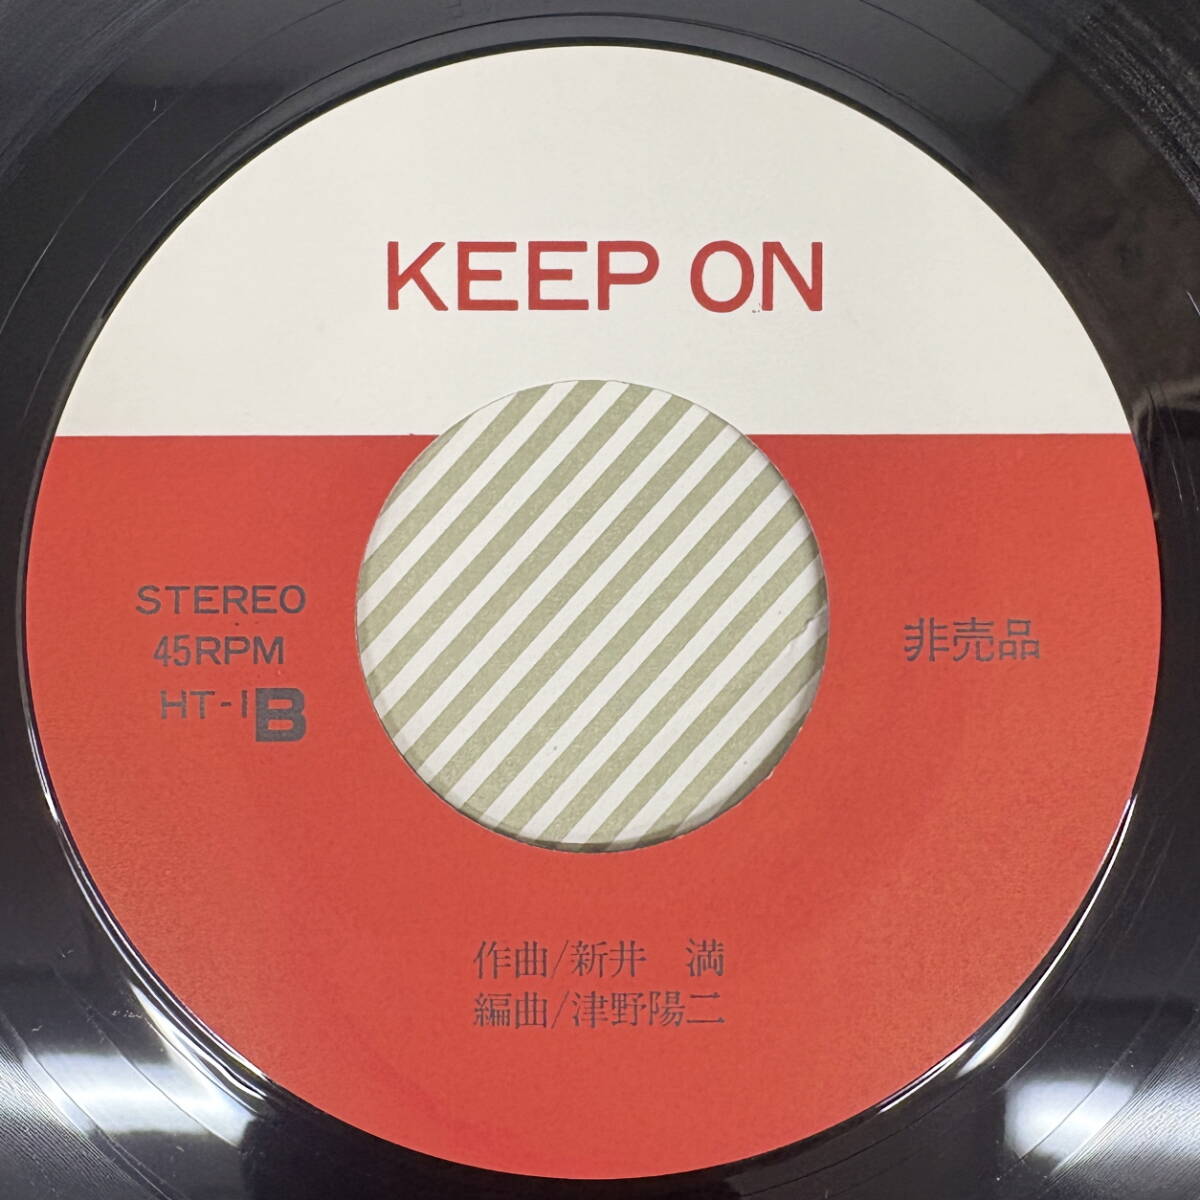 KEEP ON
STEREO
45RPM
HT-1B
非売品
作曲/新井 満
編曲/津野陽二